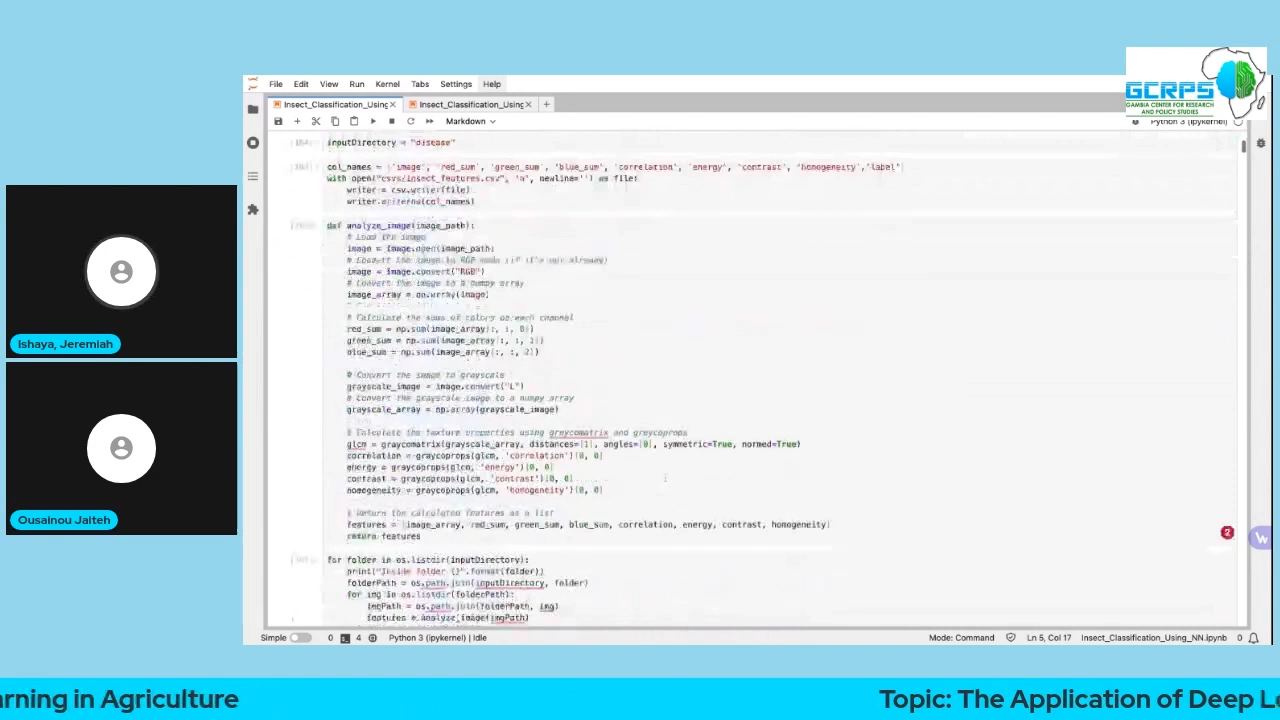 GCRPS
GAMBIA CENTER FOR RESEARCH
AND POLICY STUDIES
File Edit View Run Kernel Tabs Settings Help
Insect_Classification_Using Insect_Classification_Using
Markdown
Python 3 (ipykernel)
inputDirectory = "disease"
col_names = 'image', 'red_sum', 'green_sum', 'blue_sum', 'correlation', 'energy', 'contrast', 'homogeneity','label'
newline='') as file:
writer = csv.writer(file)
def analyze_image(image_path):
# Load the image
image = Image.open(image_path)
image = image.convert("RGB")
# Convert the image to a numpy array
image_array = np.array(image)
# Calculate the sums of colors on each channel
red_sum = np.sum(image_array[:, :, 0])
green_sum = np.sum(image_array[:, :, 1])
blue_sum = np.sum(image_array[:, :, 2])
# Convert the image to grayscale
grayscale_image = image.convert("L")
# Convert the grayscale image to a numpy array
grayscale_array = np.array(grayscale_image)
# Calculate the texture properties using greycomatrix and greycoprops
glcm = graycomatrix(grayscale_array, distances=[1], angles=[0], symmetric=True, normed=True)
correlation = graycoprops(glcm, 'correlation')[0, 0]
energy = graycoprops(glcm, 'energy')[0, 0]
contrast = graycoprops(glcm, 'contrast')[0, 0]
homogeneity = graycoprops(glcm, 'homogeneity')[0, 0]
# Return the calculated features as a list
features = [image_array, red_sum, green_sum, blue_sum, correlation, energy, contrast, homogeneity]
return features
for folder in os.listdir(inputDirectory):
print("Inside folder {}".format(folder))
folderPath = os.path.join(inputDirectory, folder)
for img in os.listdir(folderPath):
imgPath = os.path.join(folderPath, img)
features = analyze_image(imgPath)
2
Simple 0 4 Python 3 (ipykernel) | Idle Mode: Command Ln 5, Col 17 Insect_Classification_Using_NN.ipynb 0
Ishaya, Jeremiah
Ousainou Jaiteh
arning in Agriculture Topic: The Application of Deep Le